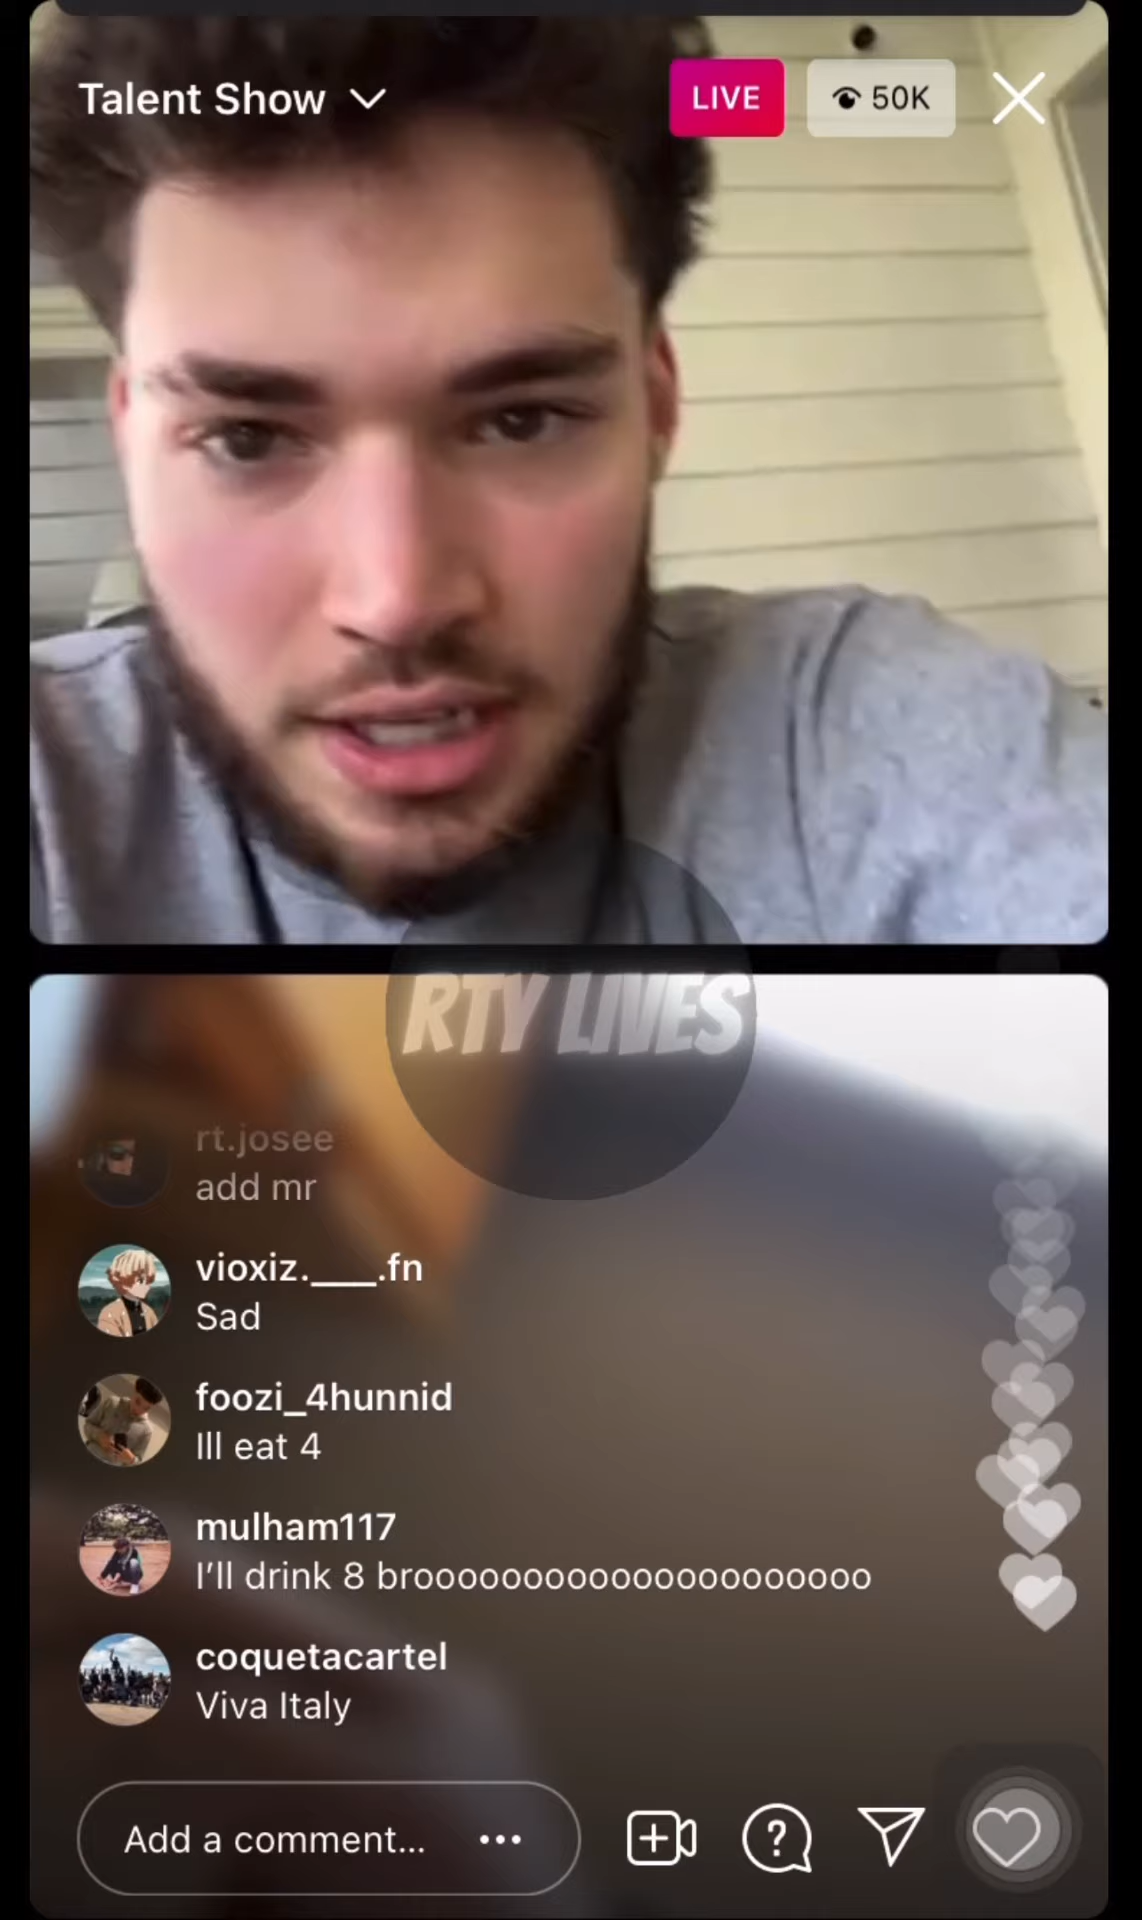 Talent Show
LIVE
50K
RTY LIVES
rt.josee
add mr
vioxiz.___.fn
Sad
foozi_4hunnid
Ill eat 4
mulham117
I’ll drink 8 broooooooooooooooooooooo
coquetacartel
Viva Italy
Add a comment...